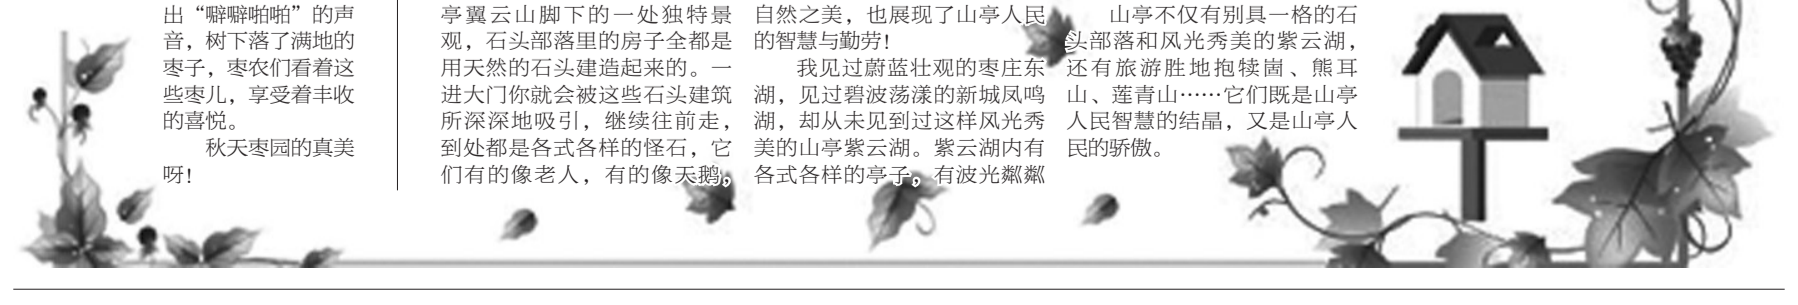 出“噼噼啪啪”的声
音，树下落了满地的
枣子，枣农们看着这
些枣儿，享受着丰收
的喜悦。
秋天枣园的真美
呀！
亭翼云山脚下的一处独特景
观，石头部落里的房子全都是
用天然的石头建造起来的。一
进大门你就会被这些石头建筑
所深深地吸引，继续往前走，
到处都是各式各样的怪石，它
们有的像老人，有的像天鹅，
自然之美，也展现了山亭人民
的智慧与勤劳！
我见过蔚蓝壮观的枣庄东
湖，见过碧波荡漾的新城凤鸣
湖，却从未见到过这样风光秀
美的山亭紫云湖。紫云湖内有
各式各样的亭子，有波光粼粼
山亭不仅有别具一格的石
头部落和风光秀美的紫云湖，
还有旅游胜地抱犊崮、熊耳
山、莲青山……它们既是山亭
人民智慧的结晶，又是山亭人
民的骄傲。